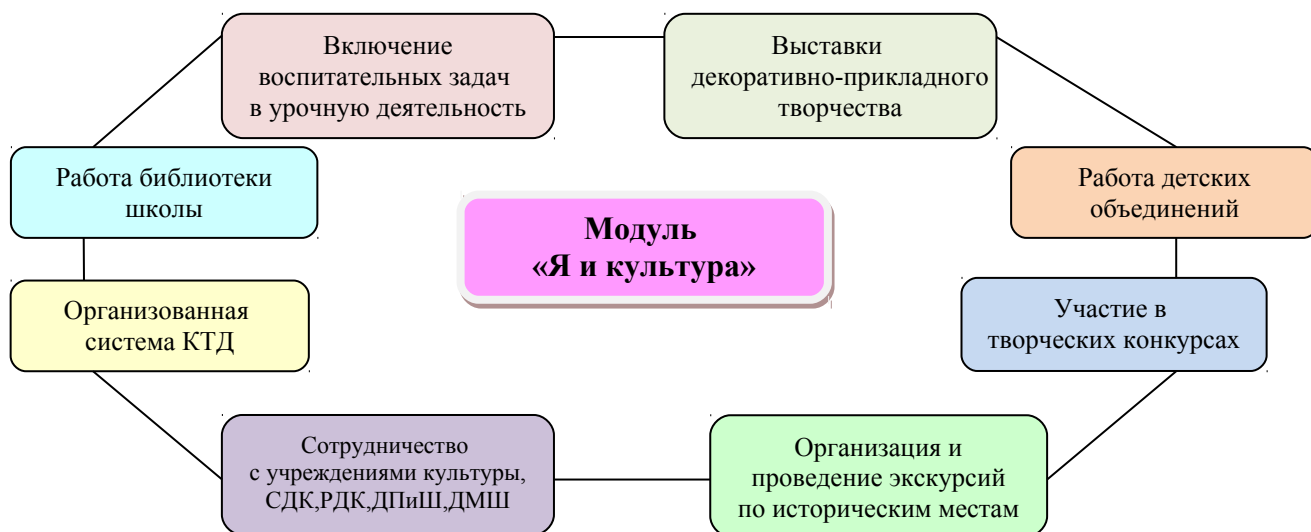 Включение
воспитательных задач
в урочную деятельность
Выставки
декоративно-прикладного
творчества
Работа библиотеки
школы
Работа детских
объединений
Модуль
«Я и культура»
Организованная
система КТД
Участие в
творческих конкурсах
Сотрудничество
с учреждениями культуры,
СДК,РДК,ДПиШ,ДМШ
Организация и
проведение экскурсий
по историческим местам